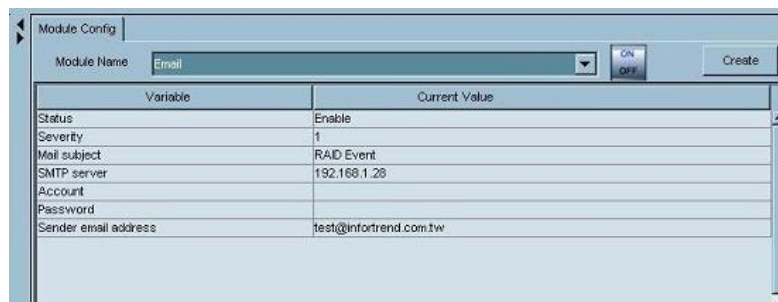 Module Config
Module Name Email ON OFF Create
Variable Current Value
Status Enable
Severity 1
Mail subject RAID Event
SMTP server 192.168.1.28
Account
Password
Sender email address test@infortrend.com.tw